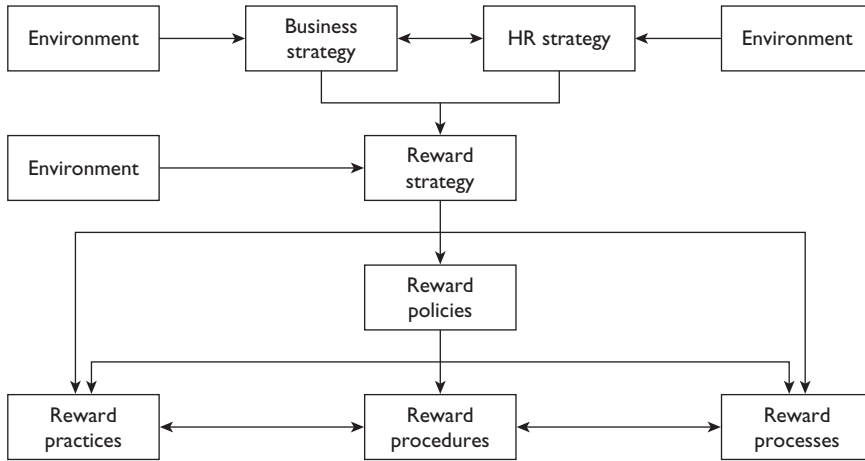 Environment
Business
strategy
HR strategy
Environment
Environment
Reward
strategy
Reward
policies
Reward
practices
Reward
procedures
Reward
processes